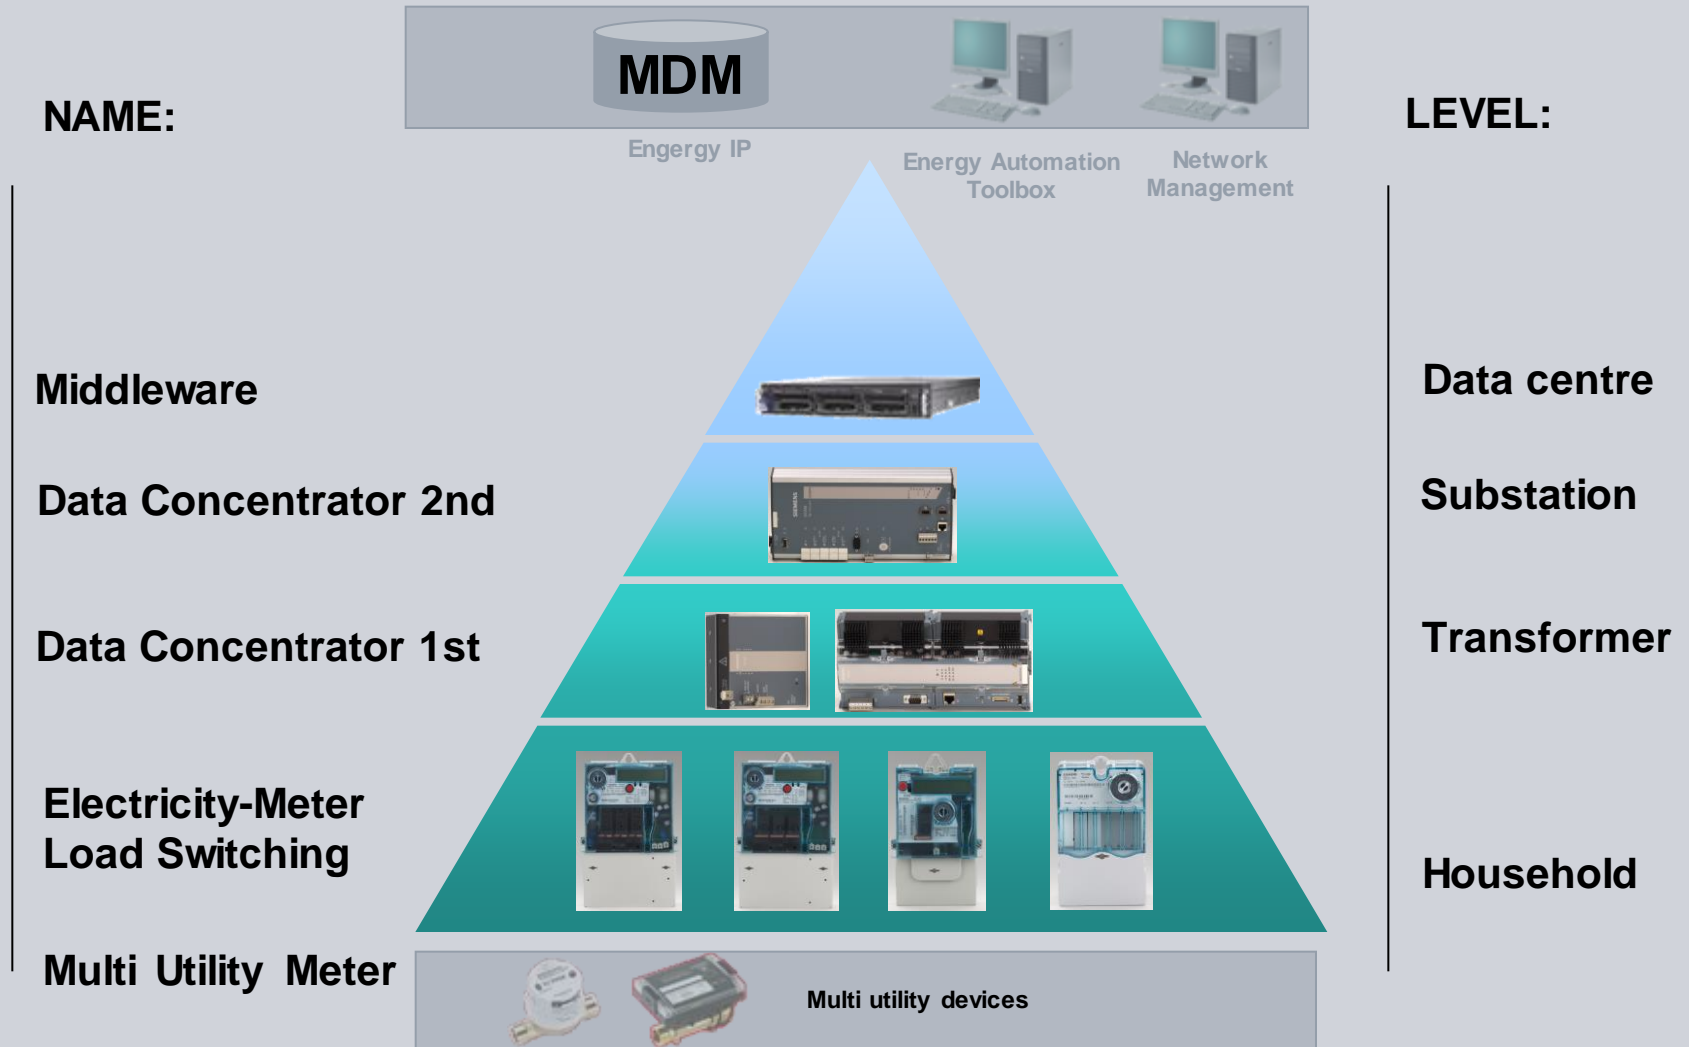 MDM
NAME:
LEVEL:
Engergy IP
Energy Automation
Toolbox
Network
Management
Middleware
Data centre
Data Concentrator 2nd
Substation
SIEMENS
Data Concentrator 1st
Transformer
Electricity-Meter
Load Switching
Household
Multi Utility Meter
Multi utility devices